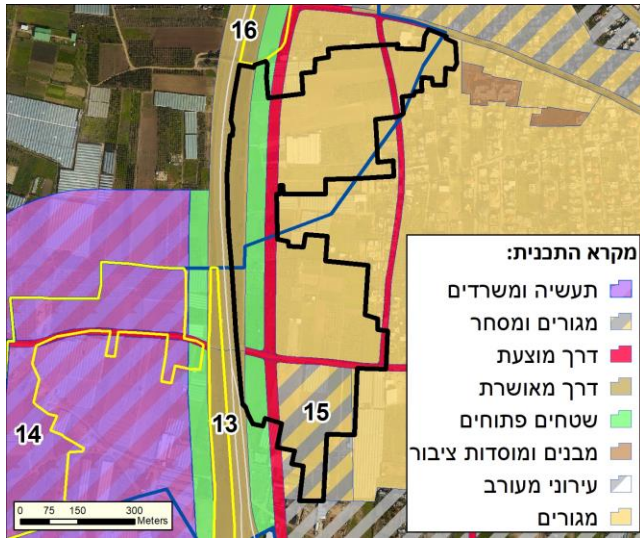 16
מקרא התכנית:
תעשיה ומשרדים
מגורים ומסחר
דרך מוצעת
דרך מאושרת
שטחים פתוחים
מבנים ומוסדות ציבור
עירוני מעורב
מגורים
15
13
14
0 75 150 300
Meters